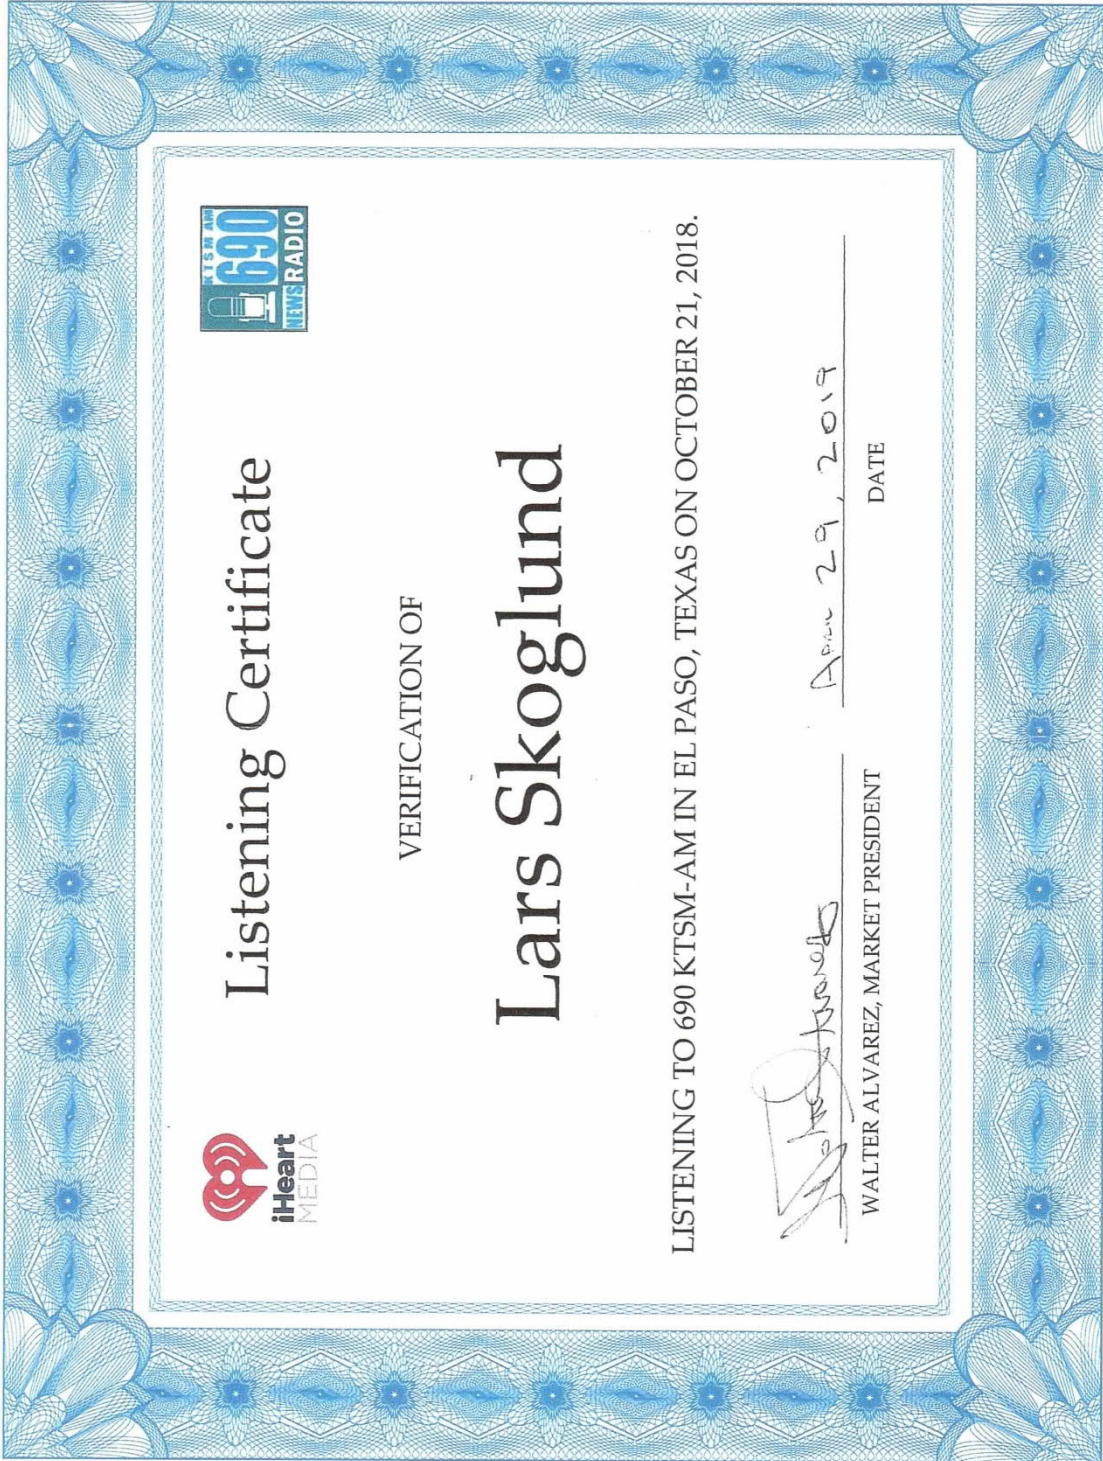 iHeart
MEDIA
Listening Certificate
KTSM AM
690
NEWS RADIO
VERIFICATION OF
Lars Skoglund
LISTENING TO 690 KTSM-AM IN EL PASO, TEXAS ON OCTOBER 21, 2018.
April 29, 2019
WALTER ALVAREZ, MARKET PRESIDENT
DATE